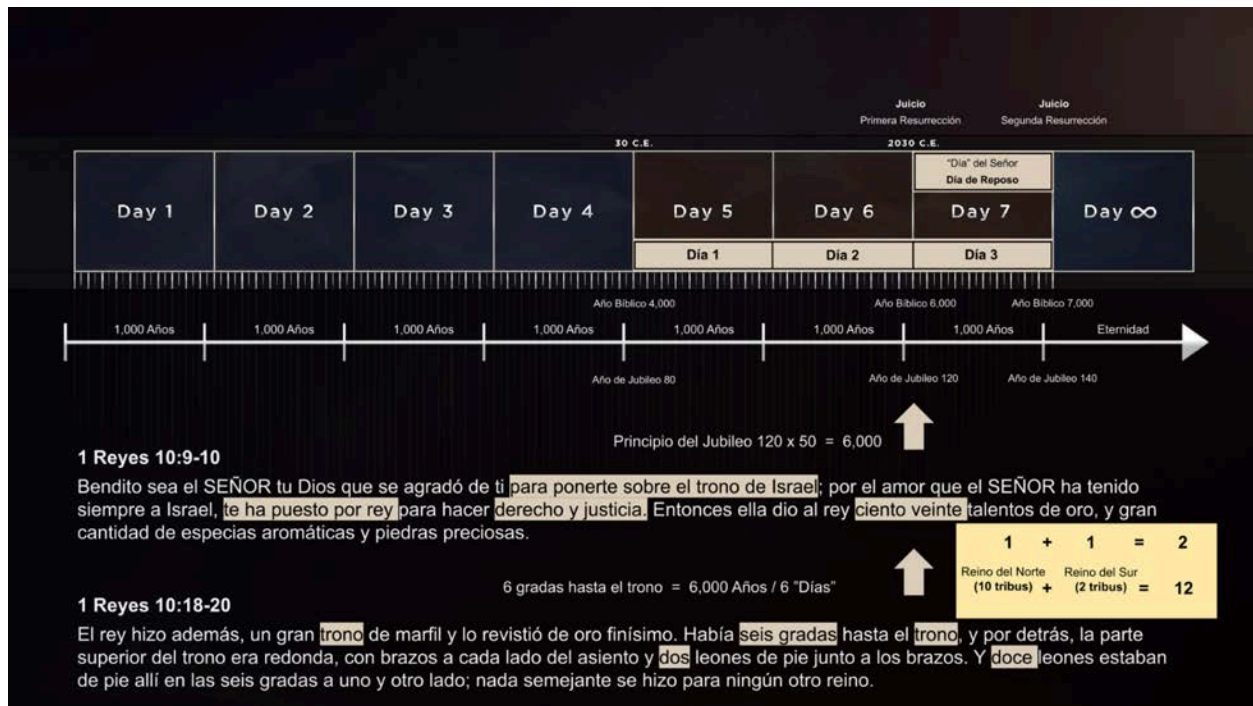 Juicio Juicio
Primera Resurrección Segunda Resurrección
30 C.E. 2030 C.E.
"Día" del Señor
Día de Reposo
Day 1 Day 2 Day 3 Day 4 Day 5 Day 6 Day 7 Day ∞
Día 1 Día 2 Día 3
Año Bíblico 4,000 Año Bíblico 6,000 Año Bíblico 7,000
1,000 Años 1,000 Años 1,000 Años 1,000 Años 1,000 Años 1,000 Años 1,000 Años Eternidad
Año de Jubileo 80 Año de Jubileo 120 Año de Jubileo 140
Principio del Jubileo 120 x 50 = 6,000
1 Reyes 10:9-10
Bendito sea el SEÑOR tu Dios que se agradó de ti para ponerte sobre el trono de Israel; por el amor que el SEÑOR ha tenido
siempre a Israel, te ha puesto por rey para hacer derecho y justicia. Entonces ella dio al rey ciento veinte talentos de oro, y gran
cantidad de especias aromáticas y piedras preciosas.
1 + 1 = 2
Reino del Norte Reino del Sur
(10 tribus) + (2 tribus) = 12
6 gradas hasta el trono = 6,000 Años / 6 "Días"
1 Reyes 10:18-20
El rey hizo además, un gran trono de marfil y lo revistió de oro finísimo. Había seis gradas hasta el trono, y por detrás, la parte
superior del trono era redonda, con brazos a cada lado del asiento y dos leones de pie junto a los brazos. Y doce leones estaban
de pie allí en las seis gradas a uno y otro lado; nada semejante se hizo para ningún otro reino.